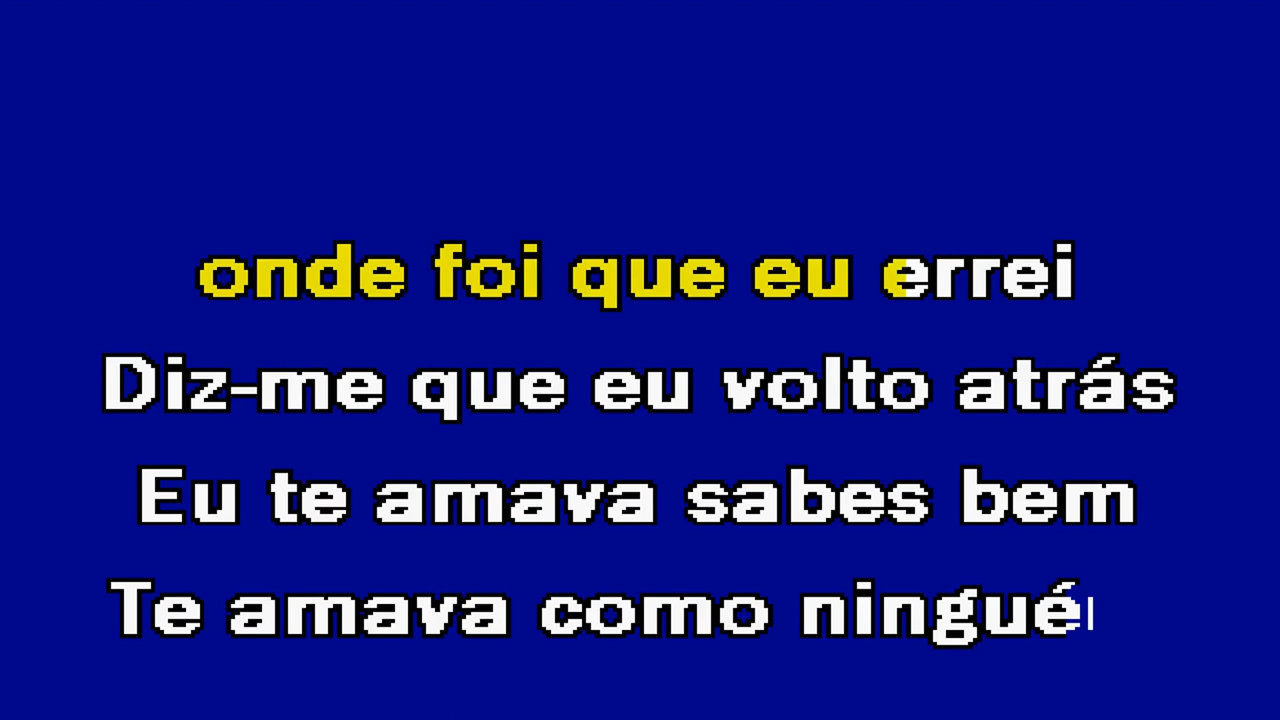 onde foi que eu errei
Diz-me que eu volto atrás
Eu te amava sabes bem
Te amava como ningué